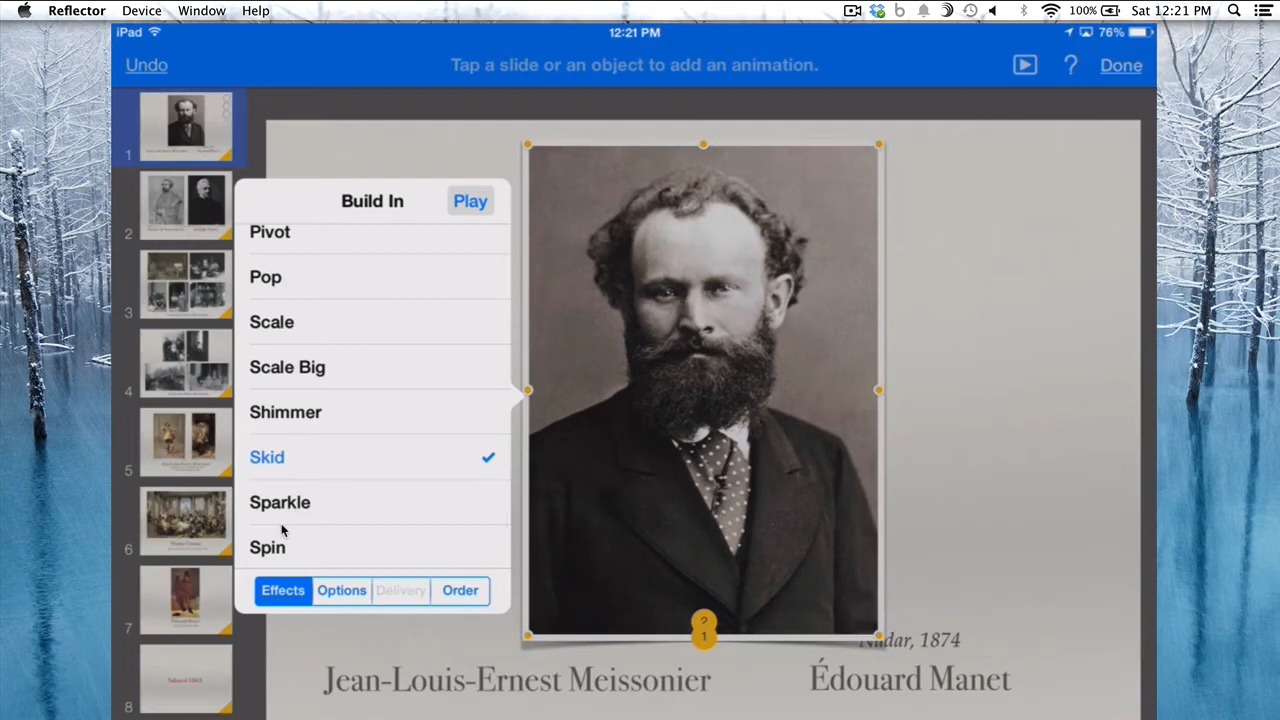 Reflector Device Window Help 100% Sat 12:21 PM
iPad 12:21 PM 76%
Undo Tap a slide or an object to add an animation. ? Done
1
2
3
4
5
6
7
8
Build In Play
Pivot
Pop
Scale
Scale Big
Shimmer
Skid
Sparkle
Spin
Effects Options Delivery Order
2
1
Nadar, 1874
Jean-Louis-Ernest Meissonier Édouard Manet